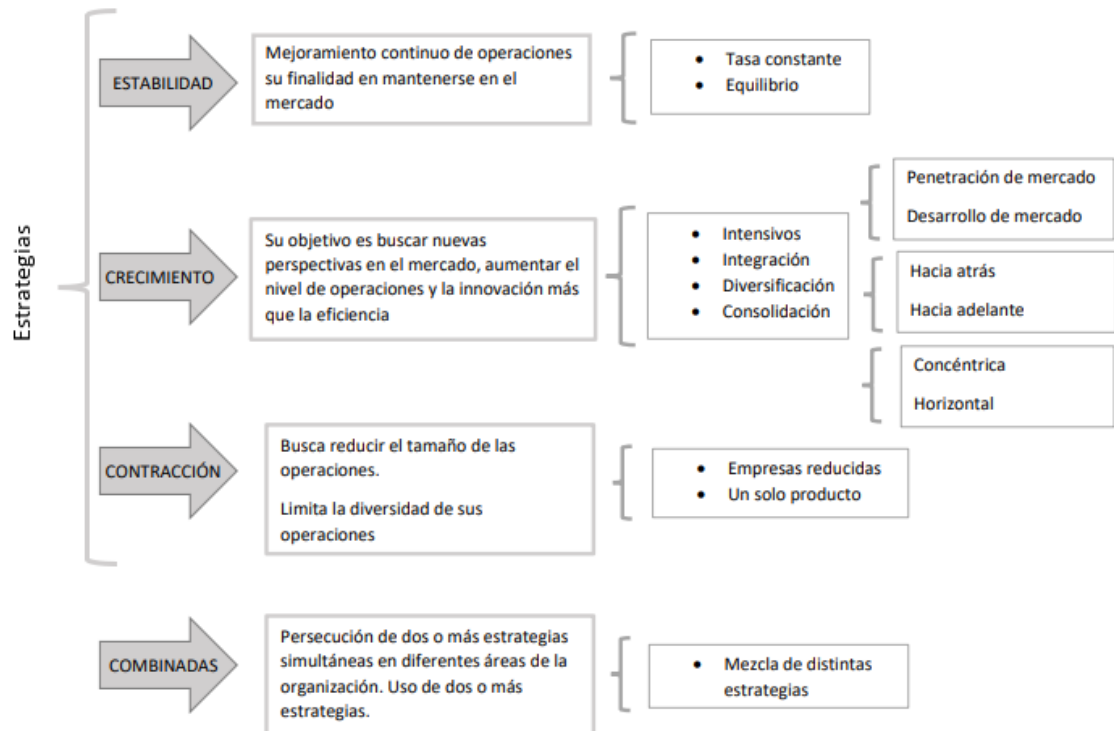 Estrategias
ESTABILIDAD
Mejoramiento continuo de operaciones
su finalidad en mantenerse en el
mercado
• Tasa constante
• Equilibrio
CRECIMIENTO
Su objetivo es buscar nuevas
perspectivas en el mercado, aumentar el
nivel de operaciones y la innovación más
que la eficiencia
• Intensivos
• Integración
• Diversificación
• Consolidación
Penetración de mercado
Desarrollo de mercado
Hacia atrás
Hacia adelante
Concéntrica
Horizontal
CONTRACCIÓN
Busca reducir el tamaño de las
operaciones.
Limita la diversidad de sus
operaciones
• Empresas reducidas
• Un solo producto
COMBINADAS
Persecución de dos o más estrategias
simultáneas en diferentes áreas de la
organización. Uso de dos o más
estrategias.
• Mezcla de distintas
estrategias